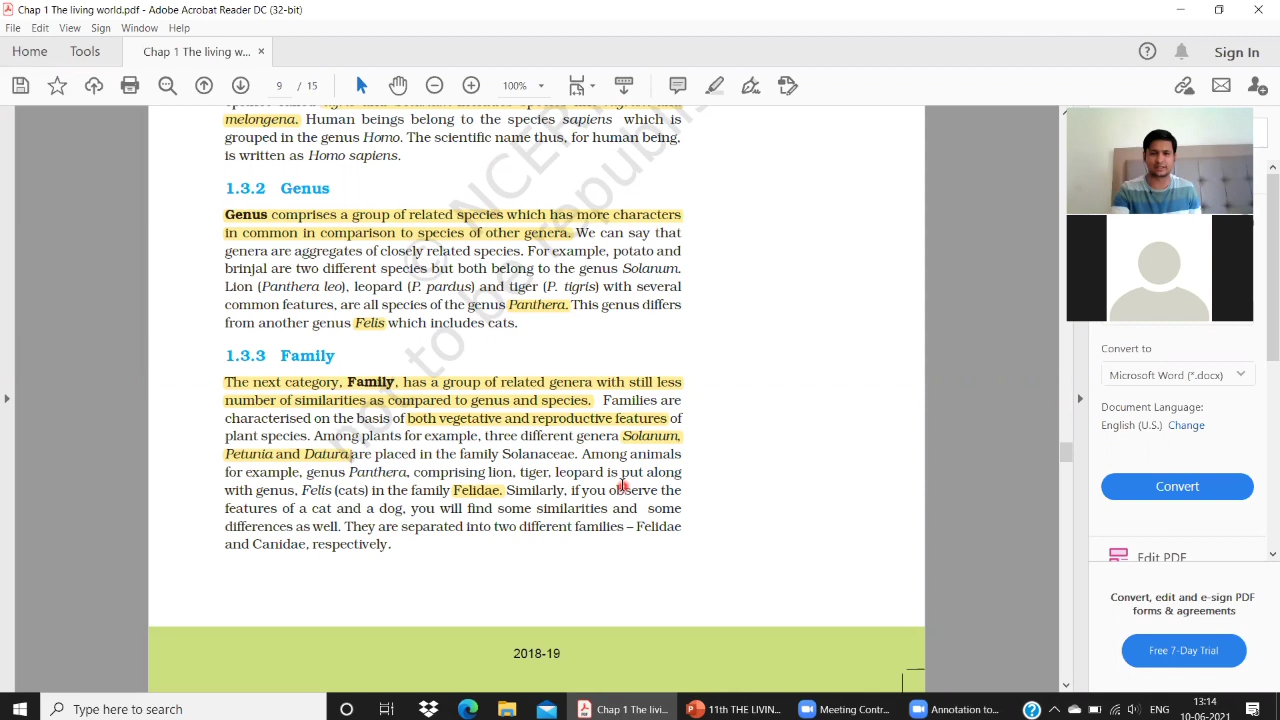 Chap 1 The living world.pdf - Adobe Acrobat Reader DC (32-bit)
File Edit View Sign Window Help
Home Tools Chap 1 The living w... × Sign In
9 / 15 100%
melongena. Human beings belong to the species sapiens which is
grouped in the genus Homo. The scientific name thus, for human being,
is written as Homo sapiens.
1.3.2 Genus
Genus comprises a group of related species which has more characters
in common in comparison to species of other genera. We can say that
genera are aggregates of closely related species. For example, potato and
brinjal are two different species but both belong to the genus Solanum.
Lion (Panthera leo), leopard (P. pardus) and tiger (P. tigris) with several
common features, are all species of the genus Panthera. This genus differs
from another genus Felis which includes cats.
1.3.3 Family
The next category, Family, has a group of related genera with still less
number of similarities as compared to genus and species. Families are
characterised on the basis of both vegetative and reproductive features of
plant species. Among plants for example, three different genera Solanum,
Petunia and Datura are placed in the family Solanaceae. Among animals
for example, genus Panthera, comprising lion, tiger, leopard is put along
with genus, Felis (cats) in the family Felidae. Similarly, if you observe the
features of a cat and a dog, you will find some similarities and some
differences as well. They are separated into two different families – Felidae
and Canidae, respectively.
© NCERT
not to be republis
2018-19
Convert to
Microsoft Word (*.docx)
Document Language:
English (U.S.) Change
Convert
Edit PDF
Convert, edit and e-sign PDF
forms & agreements
Free 7-Day Trial
Type here to search
Chap 1 The livi...
11th THE LIVIN...
Meeting Contr...
Annotation to...
13:14
10-06-2021